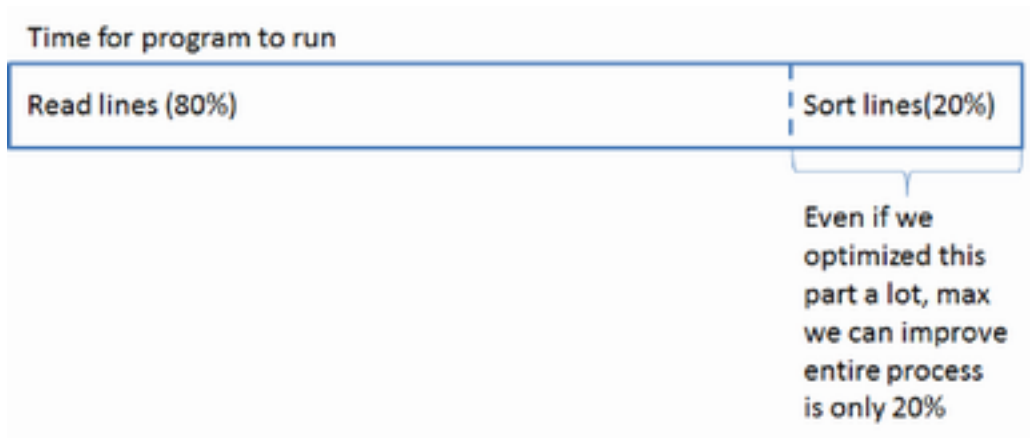 Time for program to run
Read lines (80%)
Sort lines(20%)
Even if we
optimized this
part a lot, max
we can improve
entire process
is only 20%